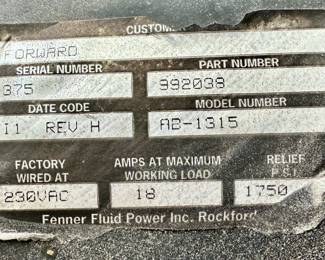 CUSTOM
FORWARD
SERIAL NUMBER PART NUMBER
375 992038
DATE CODE MODEL NUMBER
I1 REV H AB-1315
FACTORY AMPS AT MAXIMUM RELIEF
WIRED AT WORKING LOAD P.S.I.
230VAC 18 1750
Fenner Fluid Power Inc. Rockford